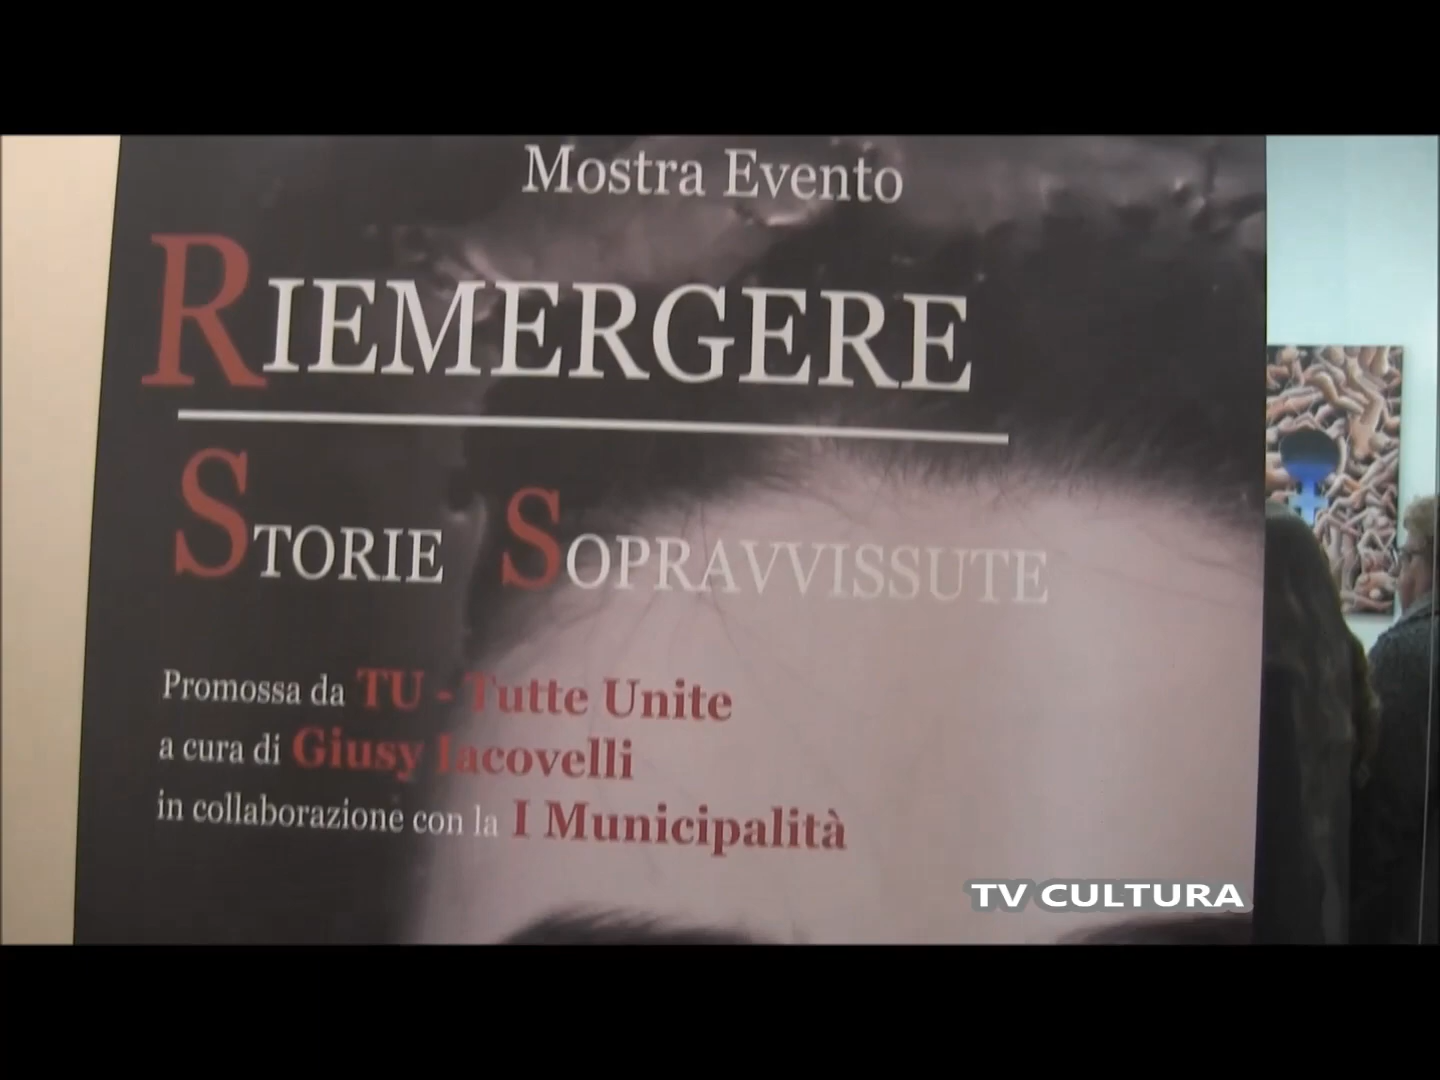 Mostra Evento
RIEMERGERE
STORIE SOPRAVVISSUTE
Promossa da TU - Tutte Unite
a cura di Giusy Iacovelli
in collaborazione con la I Municipalità
TV CULTURA